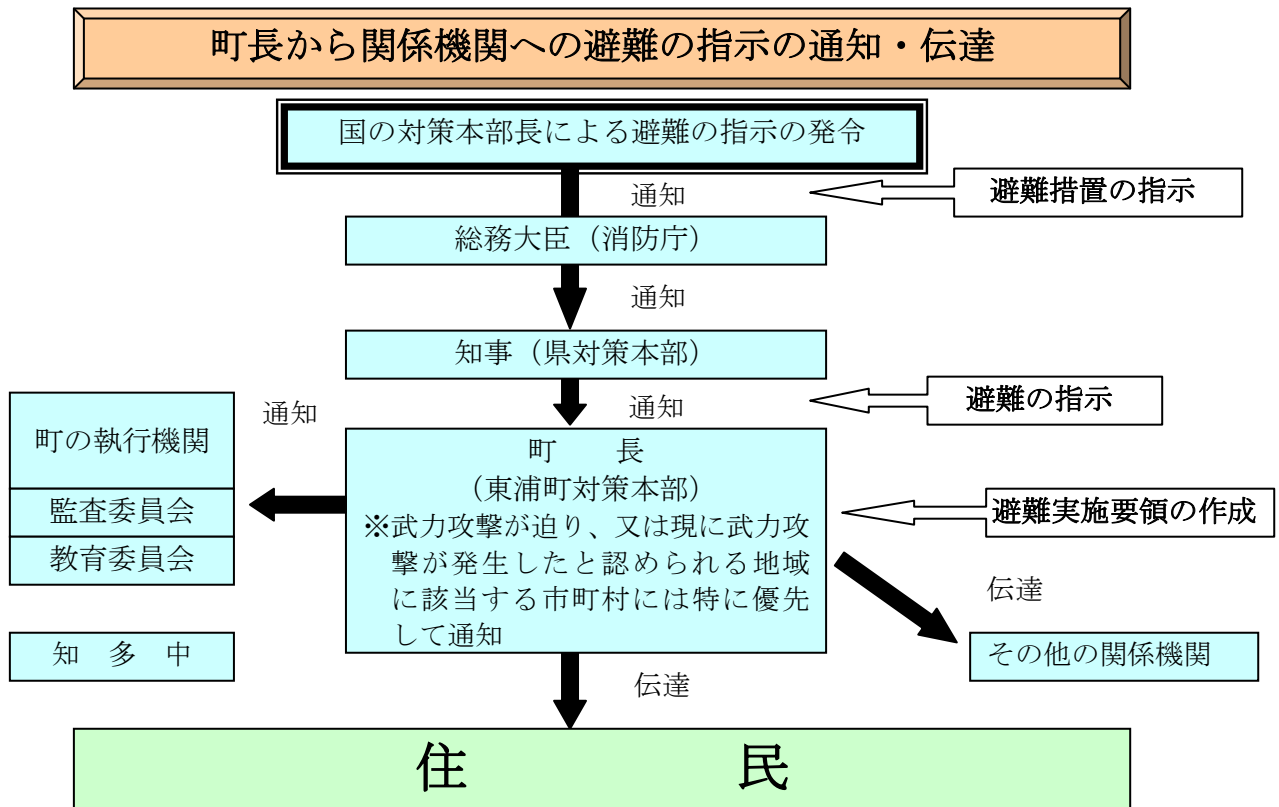 町長から関係機関への避難の指示の通知・伝達
国の対策本部長による避難の指示の発令
通知
避難措置の指示
総務大臣（消防庁）
通知
知事（県対策本部）
通知
避難の指示
町の執行機関
監査委員会
教育委員会
通知
町　　長
（東浦町対策本部）
※武力攻撃が迫り、又は現に武力攻
撃が発生したと認められる地域
に該当する市町村には特に優先
して通知
避難実施要領の作成
伝達
その他の関係機関
知　多　中
伝達
住　　　　　民